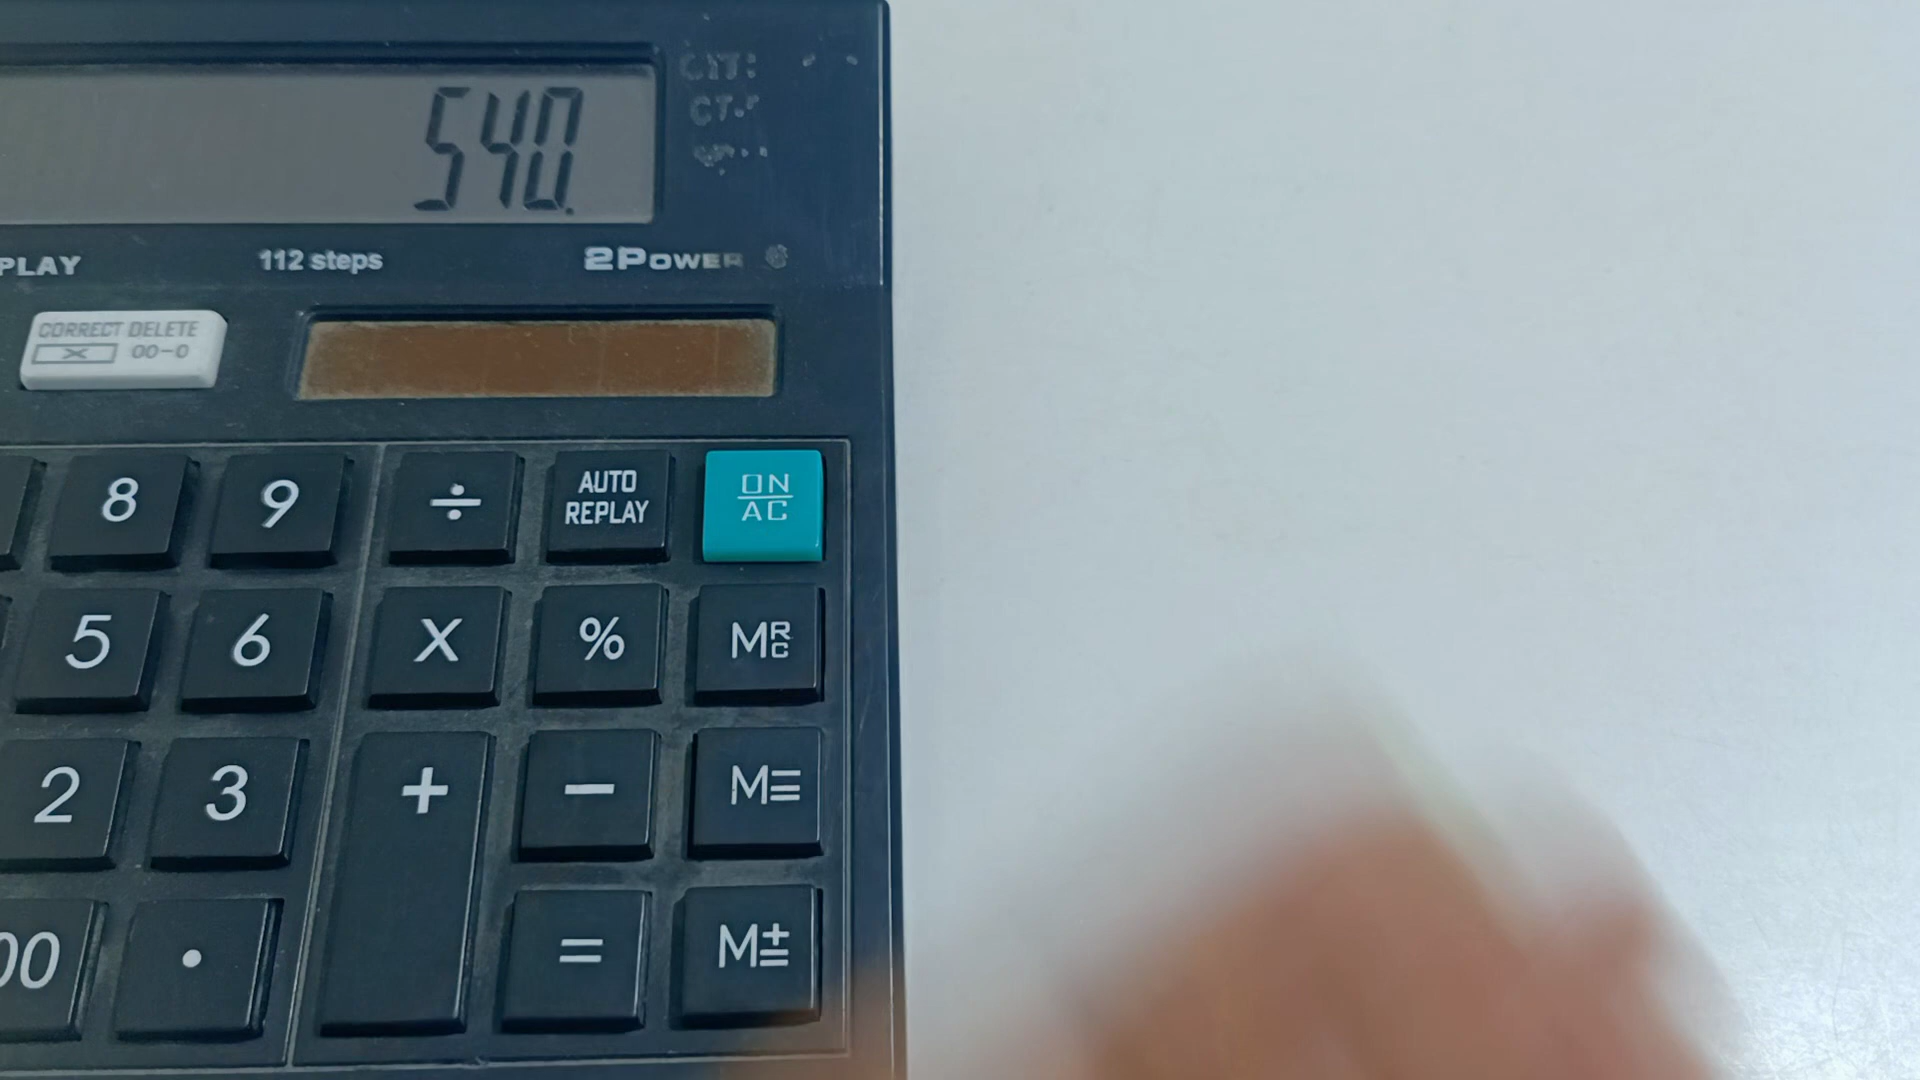 540.
PLAY
112 steps
2POWER
CORRECT DELETE
00-0
8
9
÷
AUTO
REPLAY
ON
AC
5
6
X
%
MRC
2
3
+
−
M=
00
.
=
M±